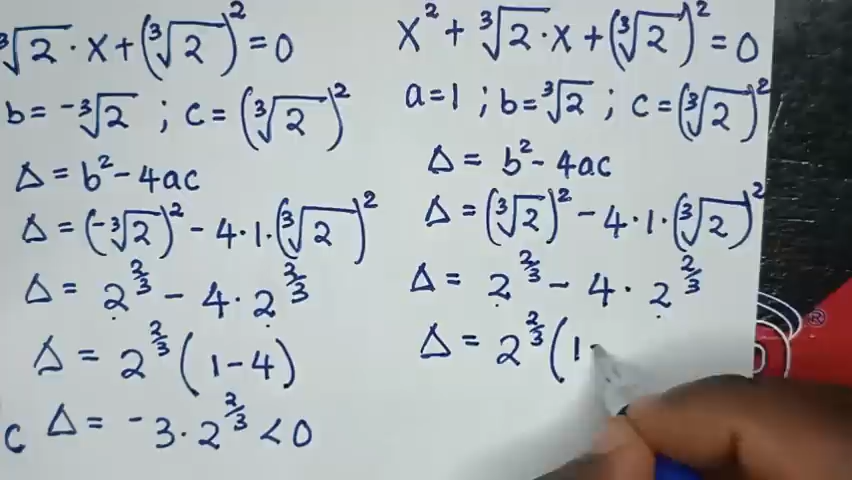 ∛2·x+(∛2)²=0
b=-∛2 ; c=(∛2)²
Δ=b²-4ac
Δ=(-∛2)²-4·1·(∛2)²
Δ=2^{2/3}-4·2^{2/3}
Δ=2^{2/3}(1-4)
C Δ=-3·2^{2/3}<0
x²+∛2·x+(∛2)²=0
a=1 ; b=∛2 ; c=(∛2)²
Δ=b²-4ac
Δ=(∛2)²-4·1·(∛2)²
Δ=2^{2/3}-4·2^{2/3}
Δ=2^{2/3}(1-
®